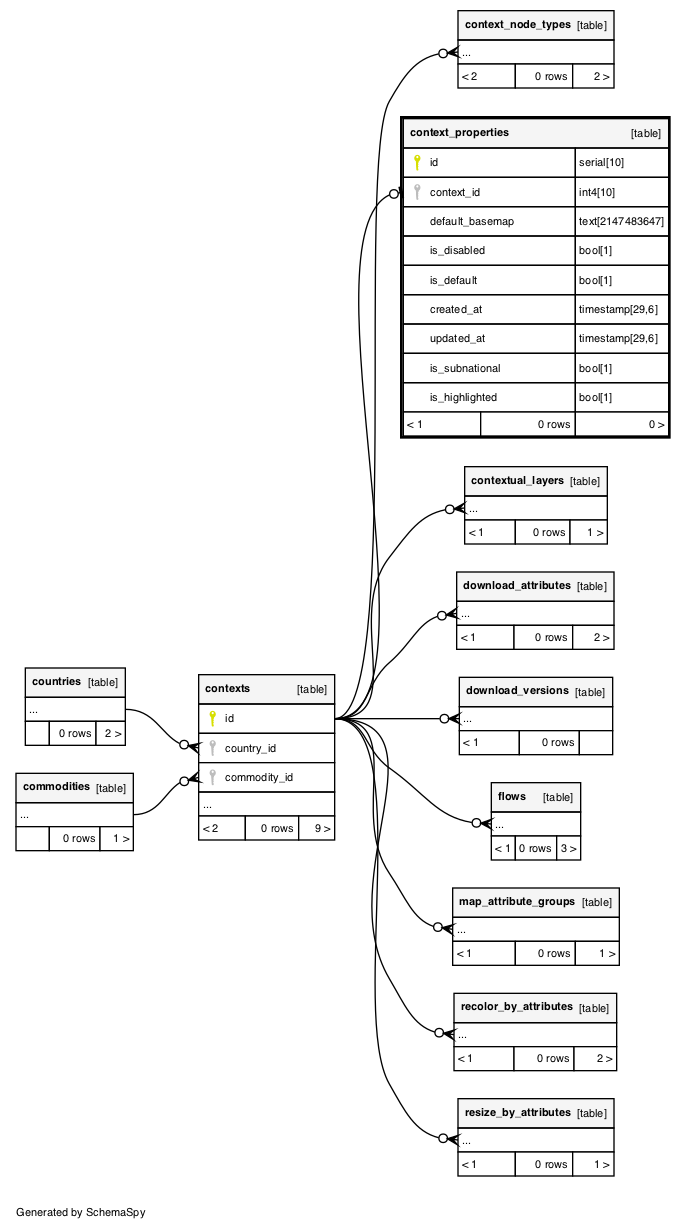 context_node_types [table]
...
< 2 0 rows 2 >
context_properties [table]
id serial[10]
context_id int4[10]
default_basemap text[2147483647]
is_disabled bool[1]
is_default bool[1]
created_at timestamp[29,6]
updated_at timestamp[29,6]
is_subnational bool[1]
is_highlighted bool[1]
< 1 0 rows 0 >
contextual_layers [table]
...
< 1 0 rows 1 >
download_attributes [table]
...
< 1 0 rows 2 >
countries [table]
...
0 rows 2 >
commodities [table]
...
0 rows 1 >
contexts [table]
id
country_id
commodity_id
...
< 2 0 rows 9 >
download_versions [table]
...
< 1 0 rows
flows [table]
...
< 1 0 rows 3 >
map_attribute_groups [table]
...
< 1 0 rows 1 >
recolor_by_attributes [table]
...
< 1 0 rows 2 >
resize_by_attributes [table]
...
< 1 0 rows 1 >
Generated by SchemaSpy